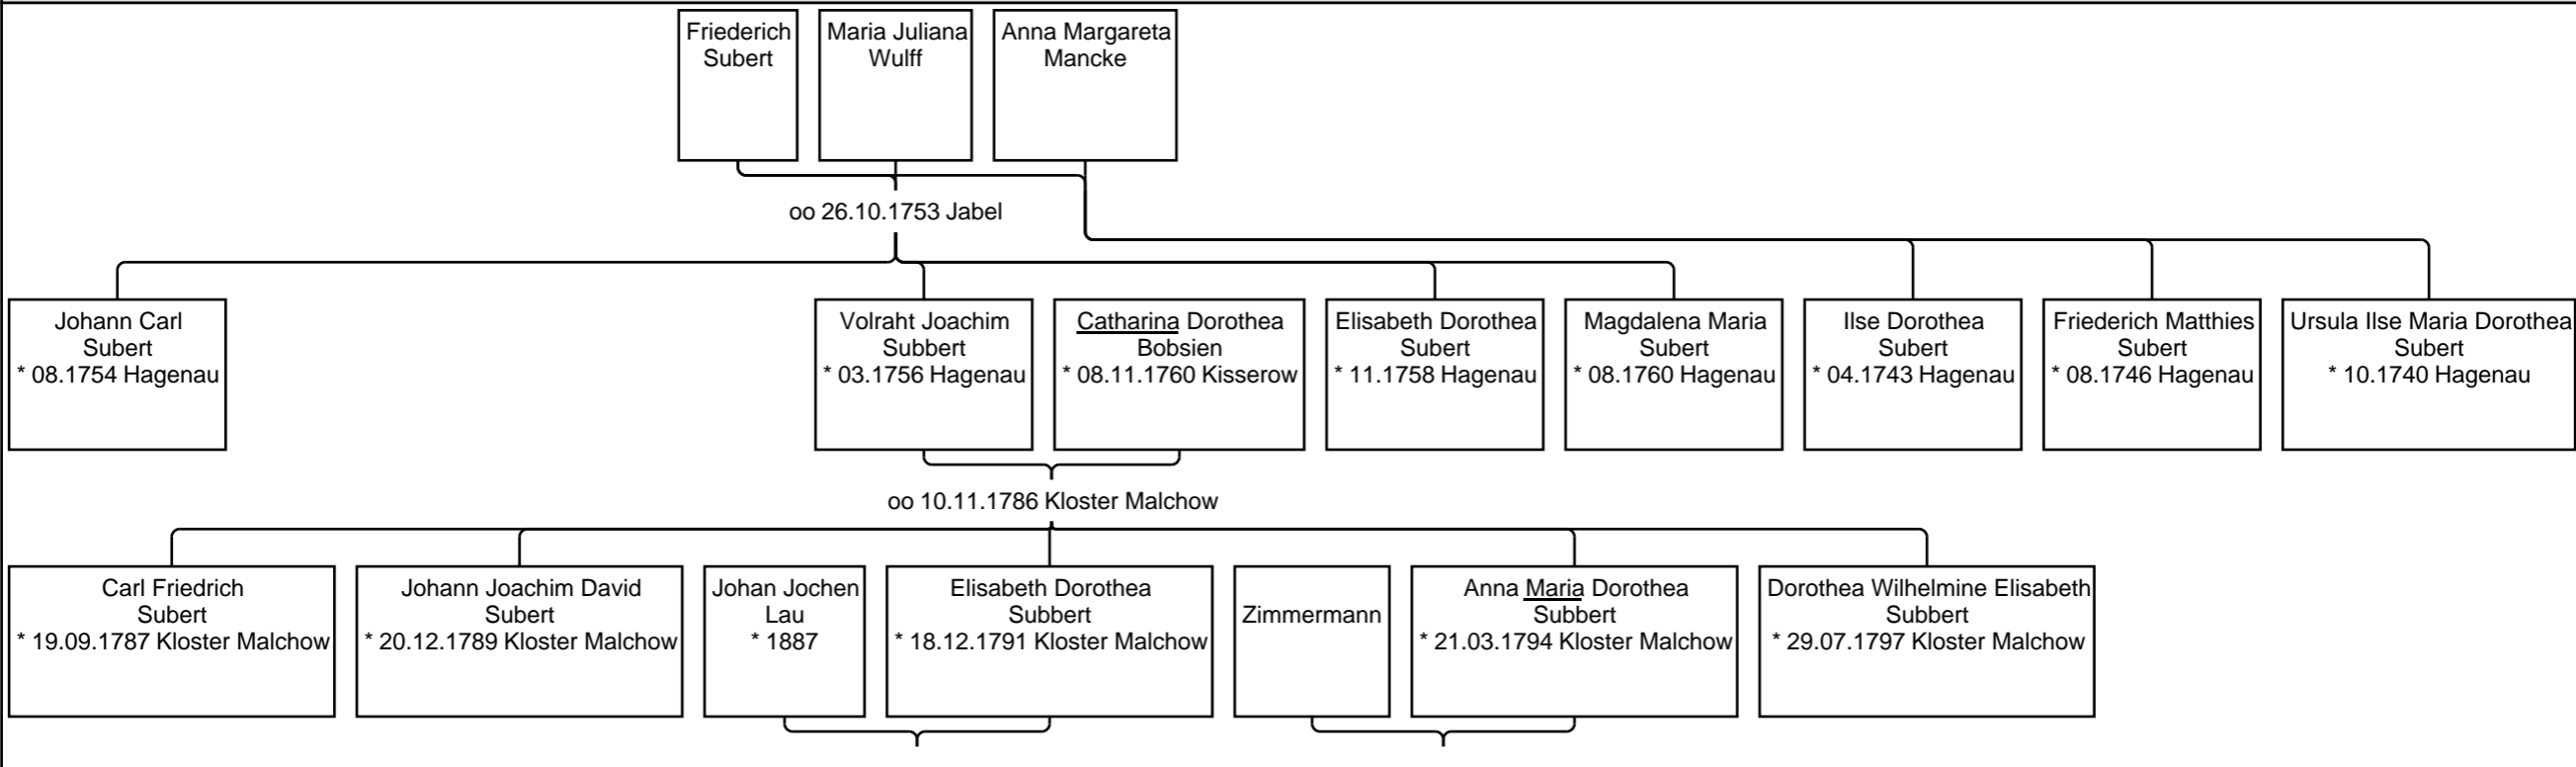 Friederich
Subert
Maria Juliana
Wulff
Anna Margareta
Mancke
oo 26.10.1753 Jabel
Johann Carl
Subert
* 08.1754 Hagenau
Volraht Joachim
Subbert
* 03.1756 Hagenau
Catharina Dorothea
Bobsien
* 08.11.1760 Kisserow
Elisabeth Dorothea
Subert
* 11.1758 Hagenau
Magdalena Maria
Subert
* 08.1760 Hagenau
Ilse Dorothea
Subert
* 04.1743 Hagenau
Friederich Matthies
Subert
* 08.1746 Hagenau
Ursula Ilse Maria Dorothea
Subert
* 10.1740 Hagenau
oo 10.11.1786 Kloster Malchow
Carl Friedrich
Subert
* 19.09.1787 Kloster Malchow
Johann Joachim David
Subert
* 20.12.1789 Kloster Malchow
Johan Jochen
Lau
* 1887
Elisabeth Dorothea
Subbert
* 18.12.1791 Kloster Malchow
Zimmermann
Anna Maria Dorothea
Subbert
* 21.03.1794 Kloster Malchow
Dorothea Wilhelmine Elisabeth
Subbert
* 29.07.1797 Kloster Malchow